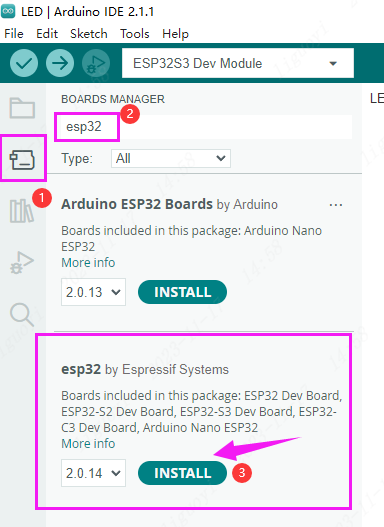 LED | Arduino IDE 2.1.1
File Edit Sketch Tools Help
ESP32S3 Dev Module
BOARDS MANAGER
LE
esp32
2
Type: All
1
Arduino ESP32 Boards by Arduino
...
Boards included in this package: Arduino Nano
ESP32
More info
2.0.13 INSTALL
esp32 by Espressif Systems
Boards included in this package: ESP32 Dev Board,
ESP32-S2 Dev Board, ESP32-S3 Dev Board, ESP32-
C3 Dev Board, Arduino Nano ESP32
More info
2.0.14 INSTALL 3